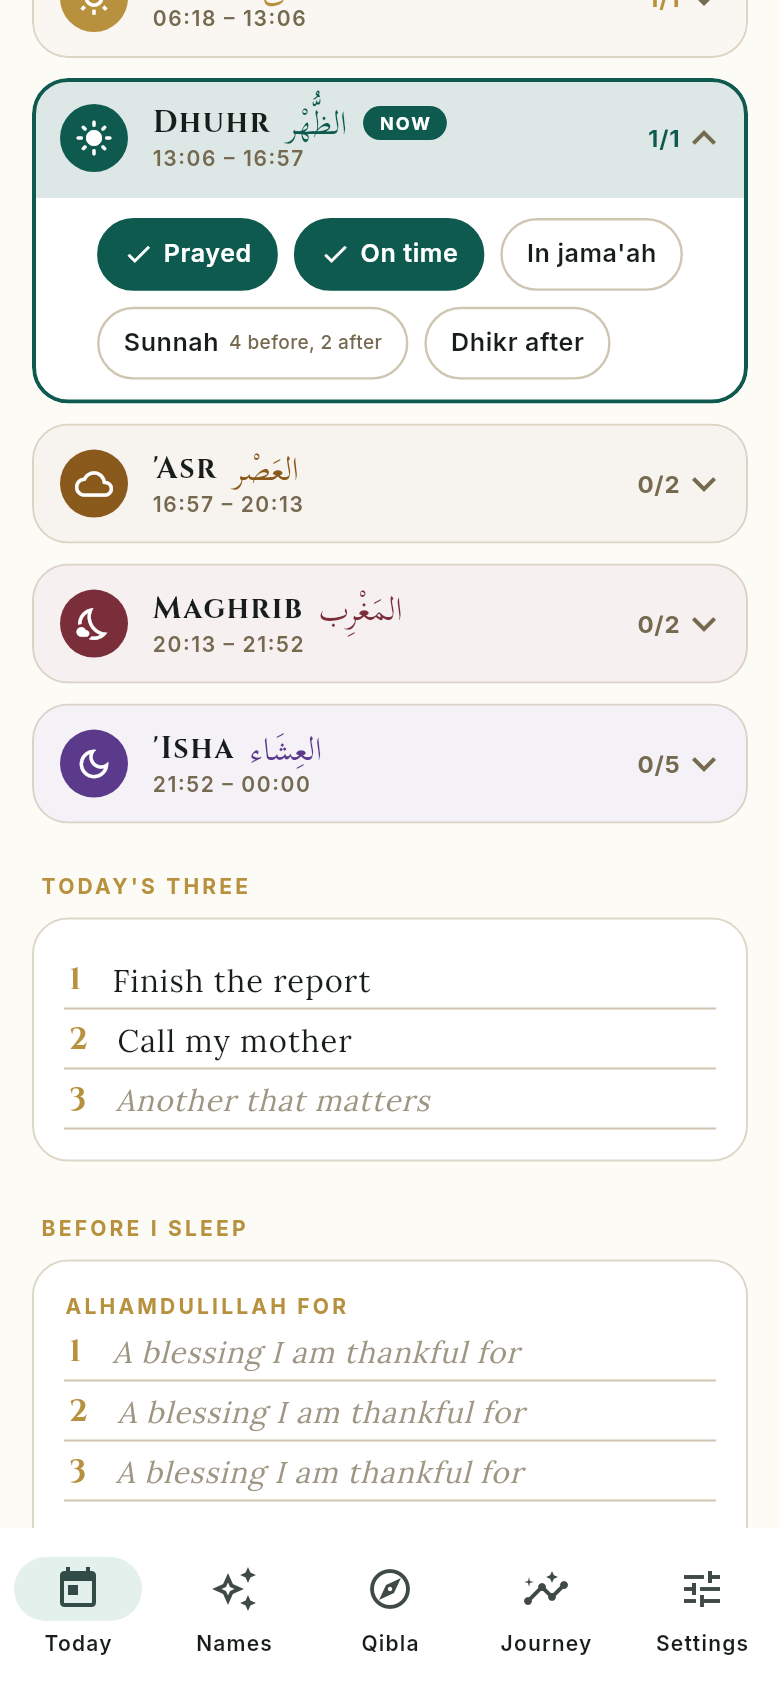 06:18 – 13:06
DHUHR الظُّهْر NOW
13:06 – 16:57
1/1
Prayed On time In jama'ah
Sunnah 4 before, 2 after Dhikr after
'ASR العَصْر
16:57 – 20:13
0/2
MAGHRIB المَغْرِب
20:13 – 21:52
0/2
'ISHA العِشَاء
21:52 – 00:00
0/5
TODAY'S THREE
1 Finish the report
2 Call my mother
3 Another that matters
BEFORE I SLEEP
ALHAMDULILLAH FOR
1 A blessing I am thankful for
2 A blessing I am thankful for
3 A blessing I am thankful for
Today Names Qibla Journey Settings